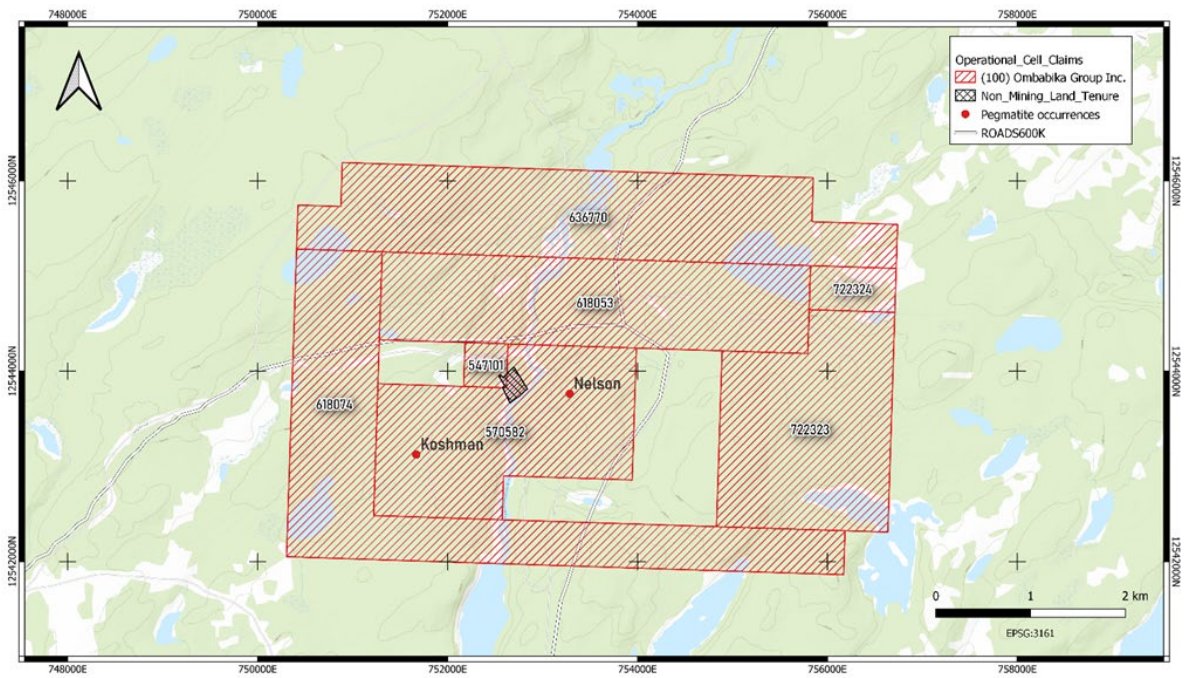 748000E 750000E 752000E 754000E 756000E 758000E
Operational_Cell_Claims
(100) Ombabika Group Inc.
Non_Mining_Land_Tenure
Pegmatite occurrences
ROADS600K
12546000N
12546000N
636770
722324
618053
547101
12544000N
12544000N
Nelson
618074
570582
722323
Koshman
12542000N
12542000N
0 1 2 km
EPSG:3161
748000E 750000E 752000E 754000E 756000E 758000E